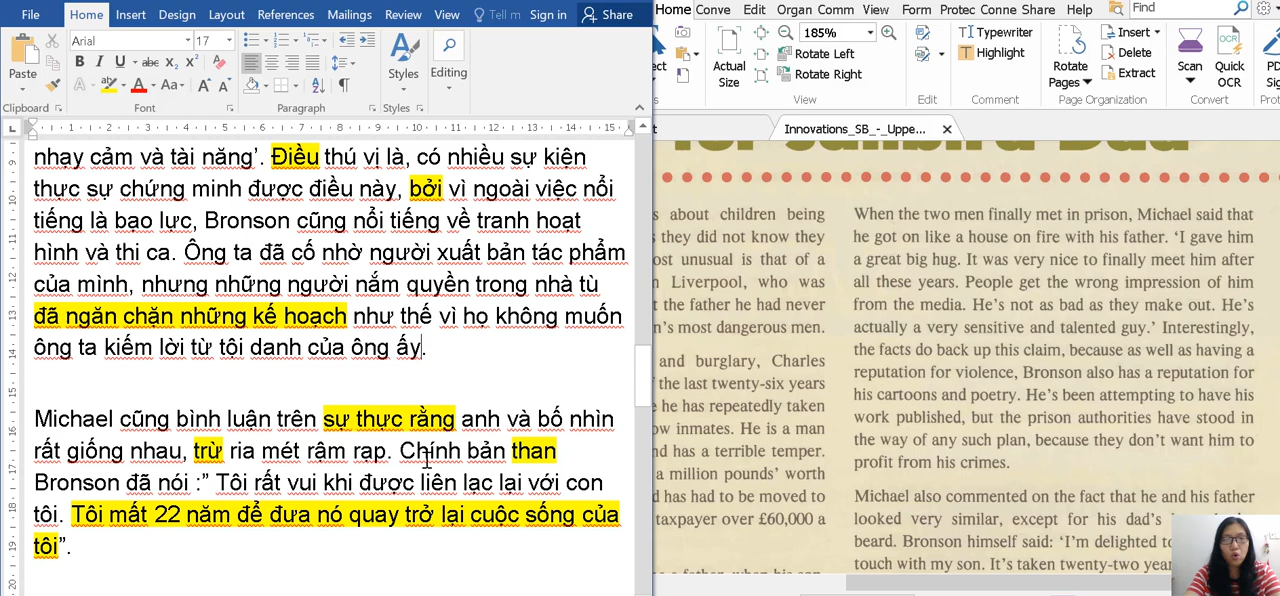 File Home Insert Design Layout References Mailings Review View Tell m Sign in Share
Home Conve Edit Organ Comm View Form Protec Conne Share Help Find
Arial 17
185%
Paste
Styles Editing
Actual Size
Rotate Left
Rotate Right
Typewriter
Highlight
Rotate Pages
Insert
Delete
Extract
Scan
Quick OCR
Clipboard Font Paragraph Styles
View Edit Comment Page Organization Convert
Innovations_SB_-_Uppe...
nhạy cảm và tài năng’. Điều thú vị là, có nhiều sự kiện
thực sự chứng minh được điều này, bởi vì ngoài việc nổi
tiếng là bạo lực, Bronson cũng nổi tiếng về tranh hoạt
hình và thi ca. Ông ta đã cố nhờ người xuất bản tác phẩm
của mình, nhưng những người nắm quyền trong nhà tù
đã ngăn chặn những kế hoạch như thế vì họ không muốn
ông ta kiếm lời từ tội danh của ông ấy.
Michael cũng bình luận trên sự thực rằng anh và bố nhìn
rất giống nhau, trừ ria mét rậm rạp. Chính bản than
Bronson đã nói :” Tôi rất vui khi được liên lạc lại với con
tôi. Tôi mất 22 năm để đưa nó quay trở lại cuộc sống của
tôi”.
s about children being
they did not know they
ost unusual is that of a
Liverpool, who was
t the father he had never
n's most dangerous men.
and burglary, Charles
the last twenty-six years
he has repeatedly taken
ow inmates. He is a man
nd has a terrible temper.
a million pounds' worth
d has had to be moved to
taxpayer over £60,000 a
When the two men finally met in prison, Michael said that
he got on like a house on fire with his father. ‘I gave him
a great big hug. It was very nice to finally meet him after
all these years. People get the wrong impression of him
from the media. He's not as bad as they make out. He's
actually a very sensitive and talented guy.’ Interestingly,
the facts do back up this claim, because as well as having a
reputation for violence, Bronson also has a reputation for
his cartoons and poetry. He's been attempting to have his
work published, but the prison authorities have stood in
the way of any such plan, because they don't want him to
profit from his crimes.
Michael also commented on the fact that he and his father
looked very similar, except for his dad's
beard. Bronson himself said: ‘I'm delighted to
touch with my son. It's taken twenty-two year